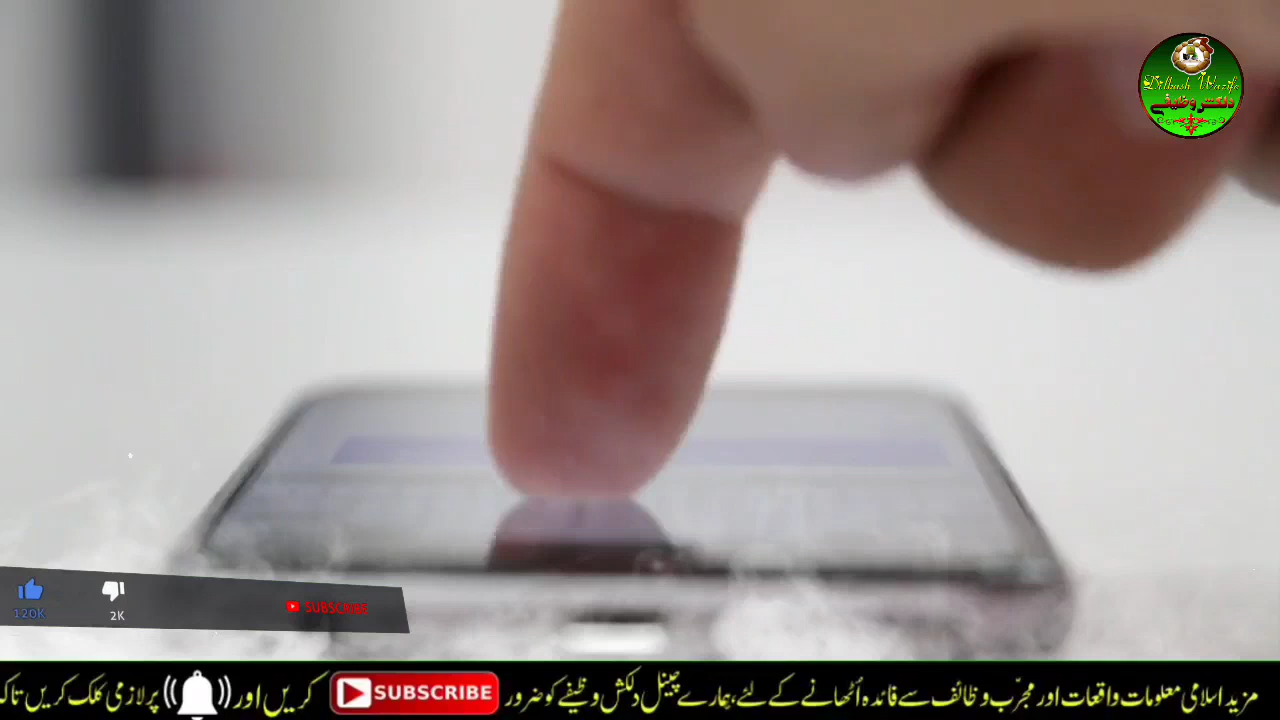 Dilkash Wazife
دلکش وظیفے
120K
2K
SUBSCRIBE
مزید اسلامی معلومات واقعات اور مجرّب وظائف سے فائدہ اُٹھانے کے لئے، ہمارے چینل دلکش وظیفے کو ضرور SUBSCRIBE کریں اور پر لازمی کلک کریں تاکہ